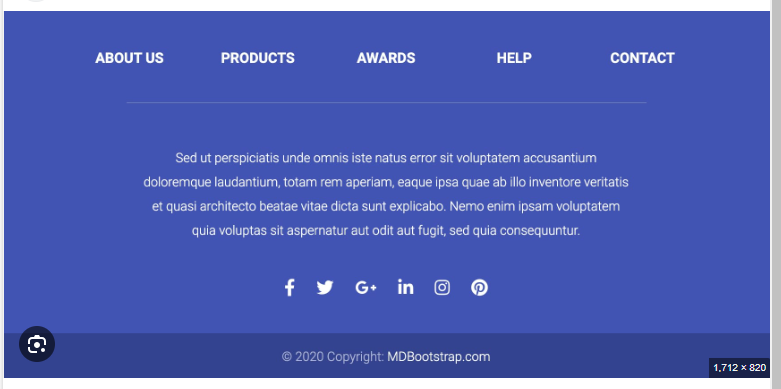 ABOUT US PRODUCTS AWARDS HELP CONTACT
Sed ut perspiciatis unde omnis iste natus error sit voluptatem accusantium
doloremque laudantium, totam rem aperiam, eaque ipsa quae ab illo inventore veritatis
et quasi architecto beatae vitae dicta sunt explicabo. Nemo enim ipsam voluptatem
quia voluptas sit aspernatur aut odit aut fugit, sed quia consequuntur.
© 2020 Copyright: MDBootstrap.com
1,712 × 820